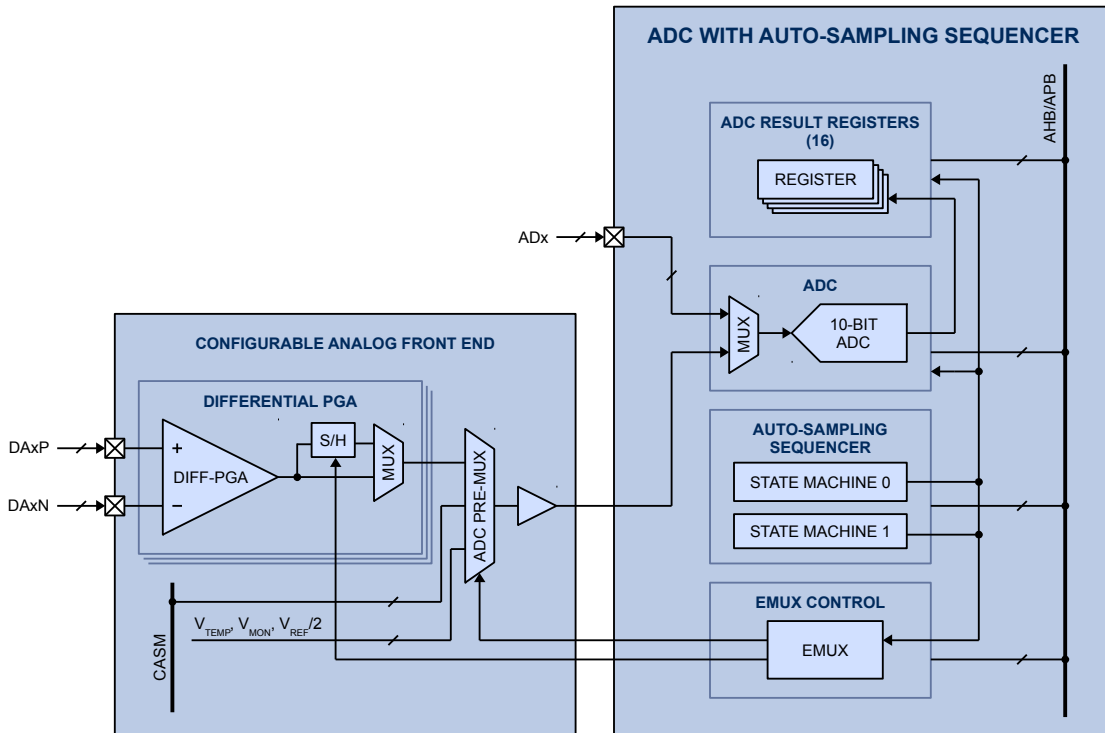 ADC WITH AUTO-SAMPLING SEQUENCER
AHB/APB
ADC RESULT REGISTERS
(16)
REGISTER
ADx
ADC
MUX
10-BIT
ADC
CONFIGURABLE ANALOG FRONT END
DIFFERENTIAL PGA
DAxP
DAxN
+
DIFF-PGA
−
S/H
MUX
ADC PRE-MUX
AUTO-SAMPLING
SEQUENCER
STATE MACHINE 0
STATE MACHINE 1
CASM
VTEMP, VMON, VREF/2
EMUX CONTROL
EMUX